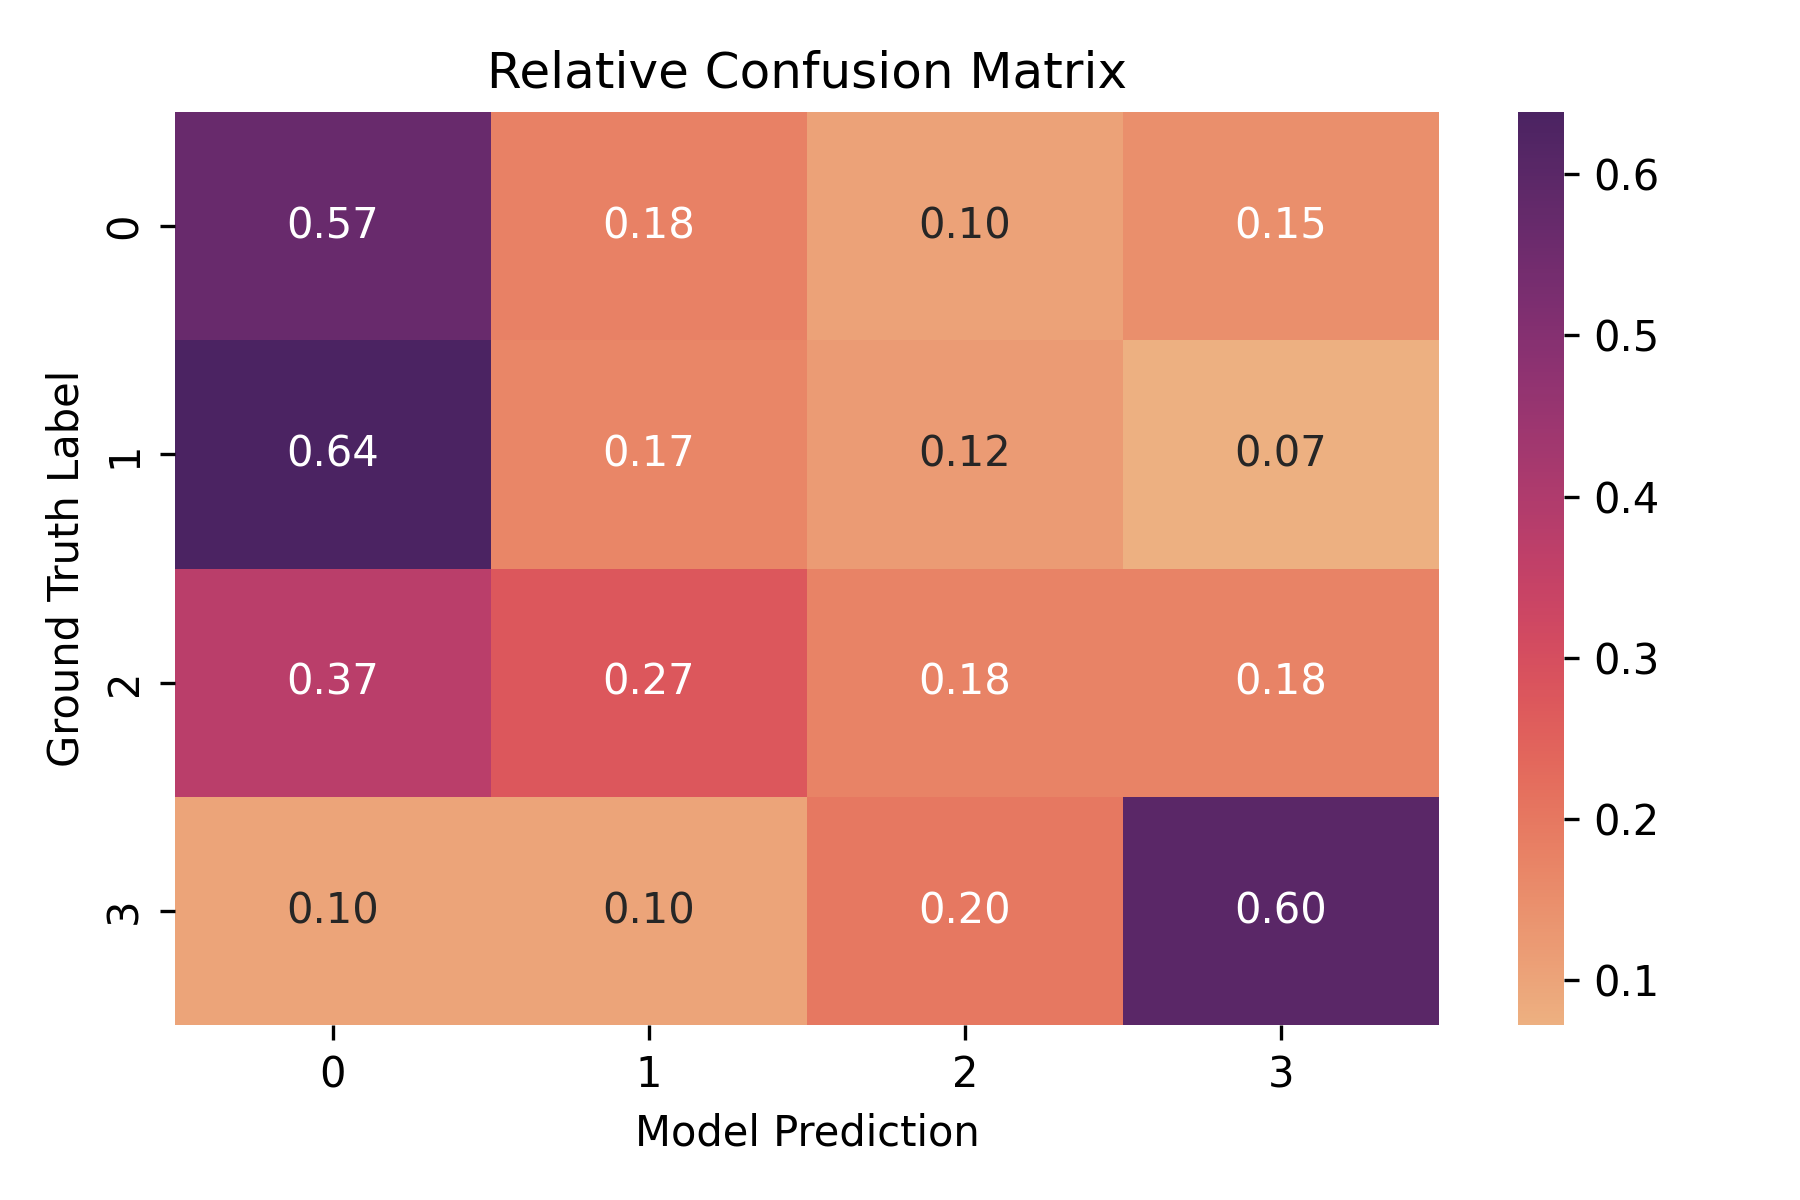 Relative Confusion Matrix
0.57 0.18 0.10 0.15
0.64 0.17 0.12 0.07
0.37 0.27 0.18 0.18
0.10 0.10 0.20 0.60
0
1
2
3
Ground Truth Label
0 1 2 3
Model Prediction
0.6
0.5
0.4
0.3
0.2
0.1